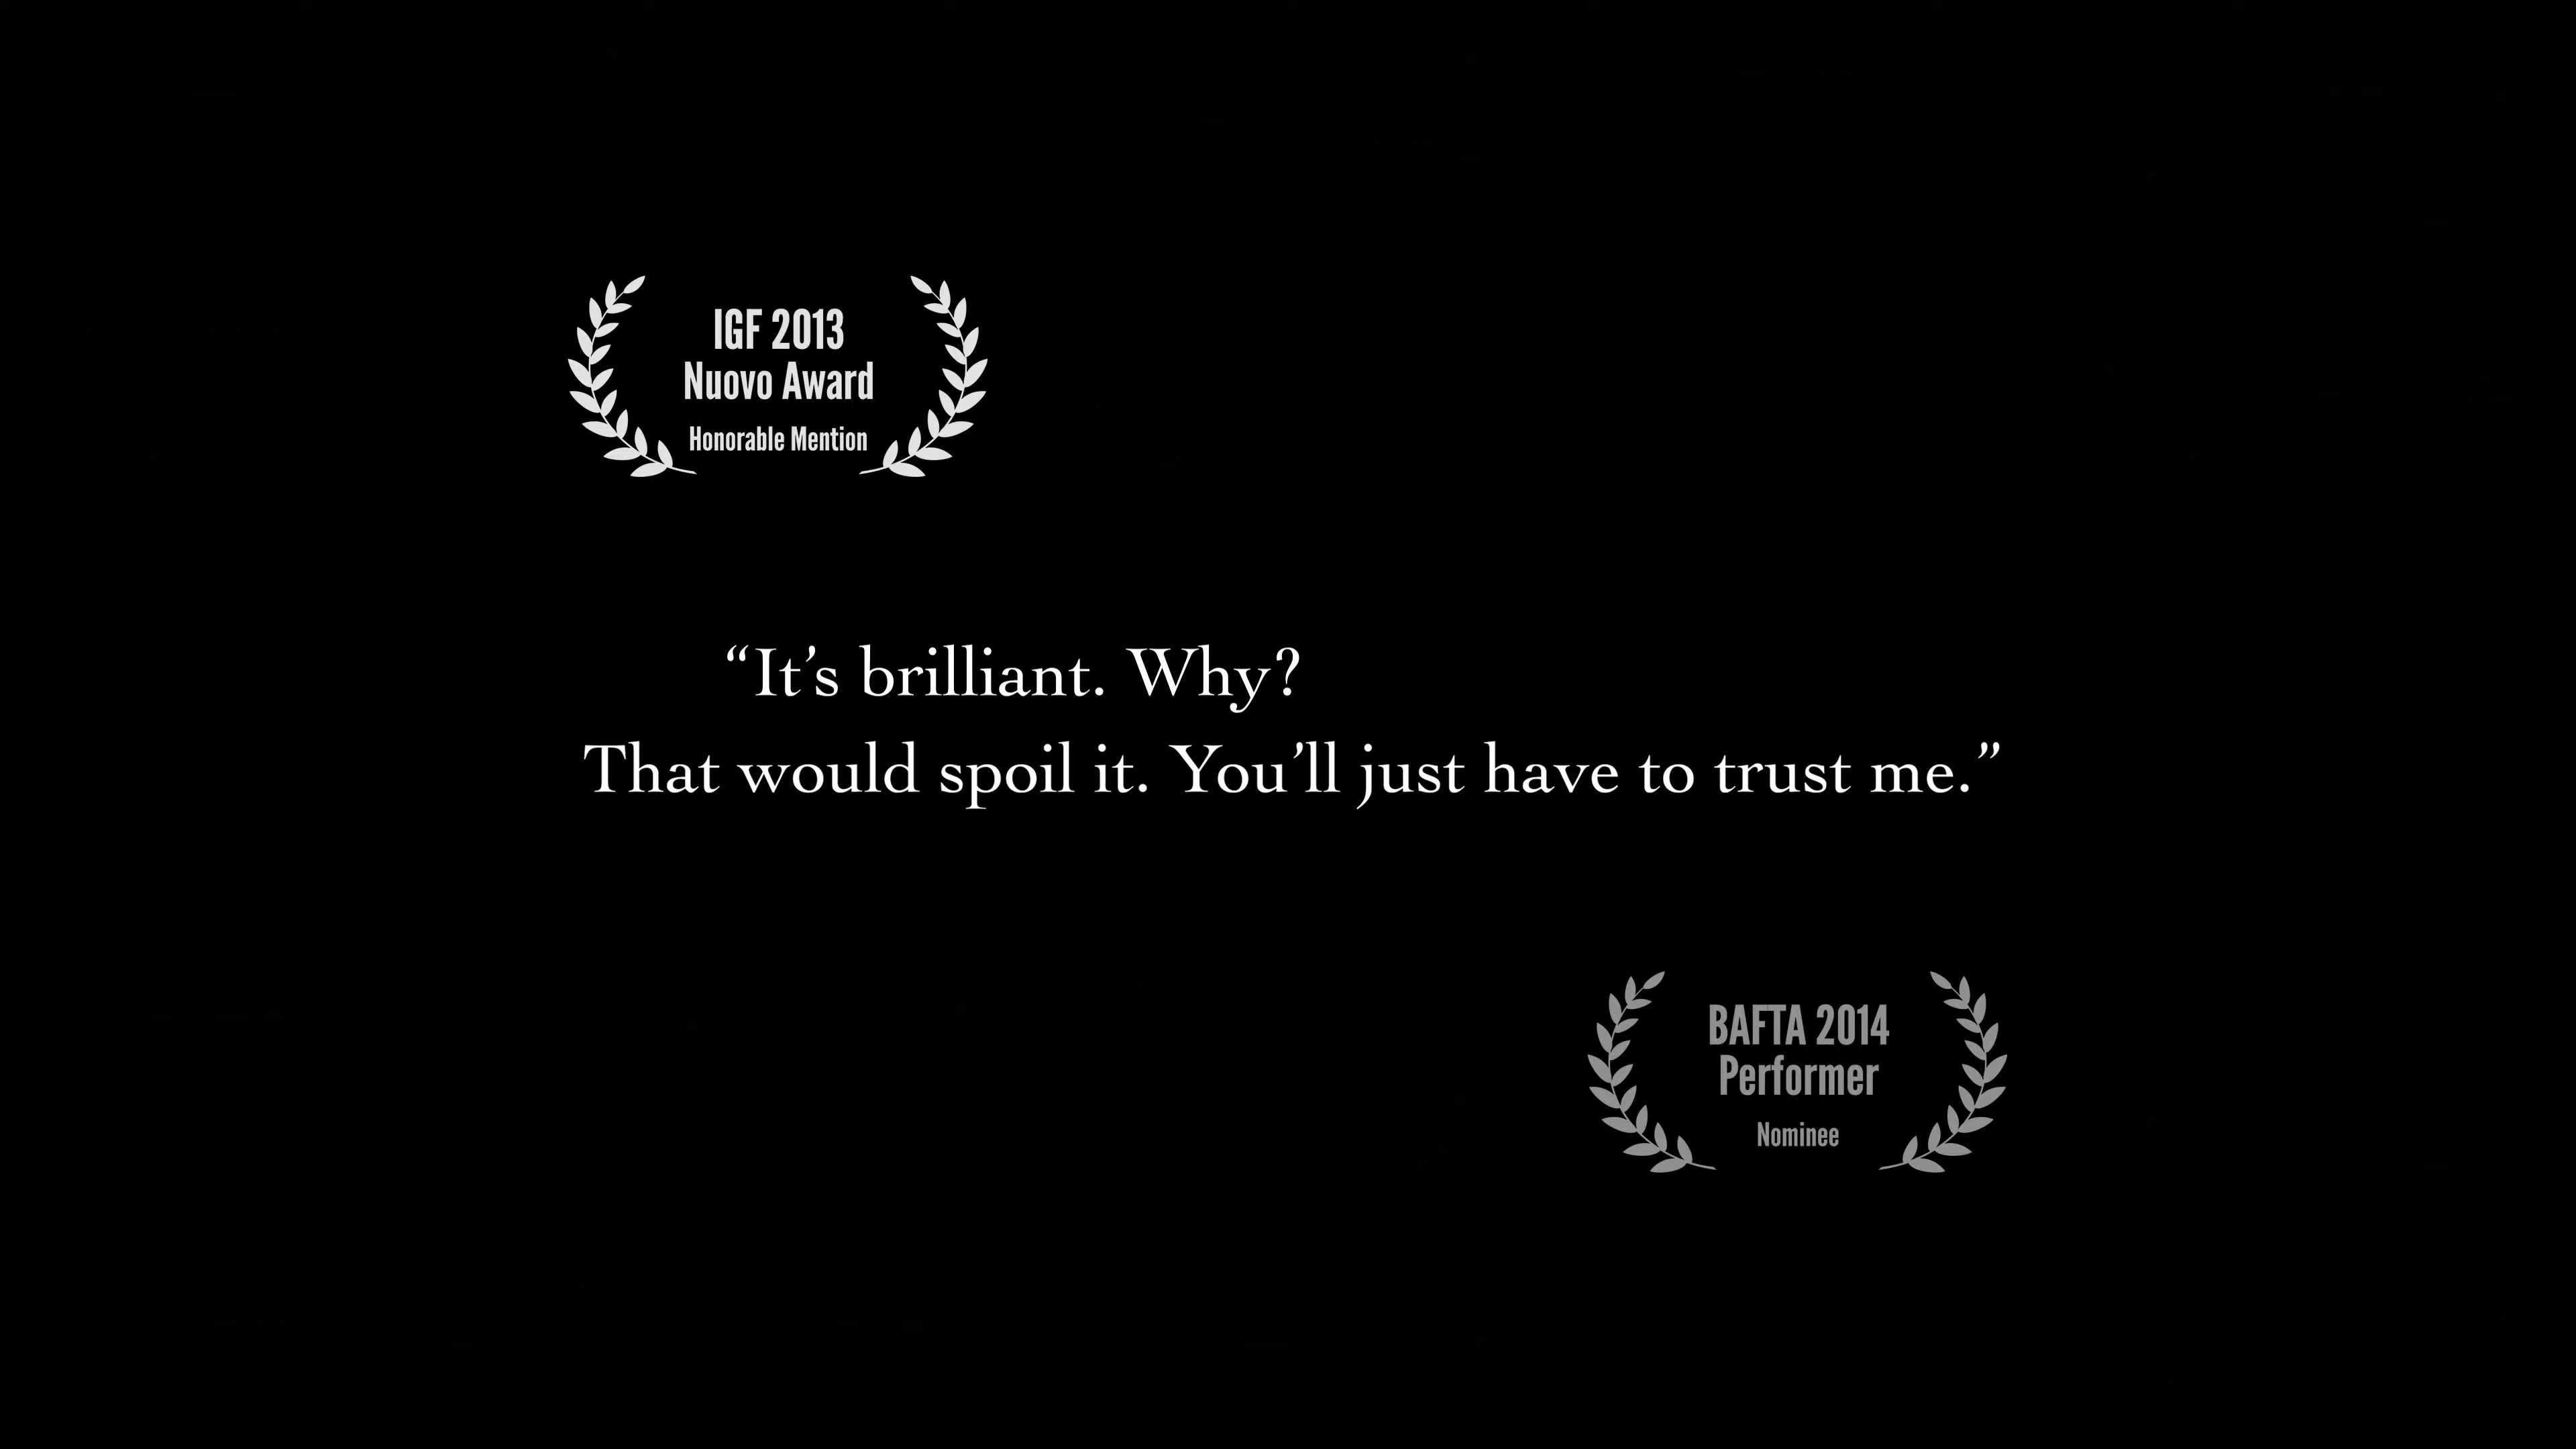 IGF 2013
Nuovo Award
Honorable Mention
“It’s brilliant. Why?
That would spoil it. You’ll just have to trust me.”
BAFTA 2014
Performer
Nominee